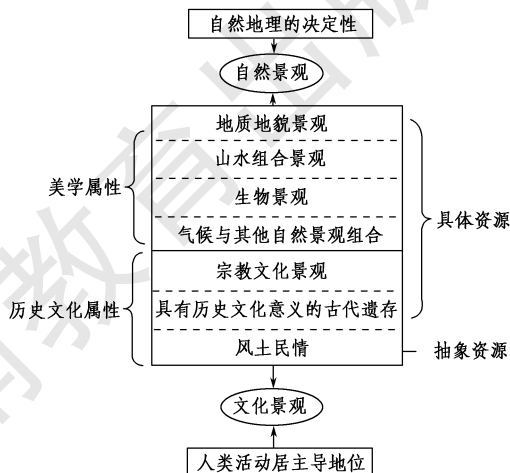 自然地理的决定性
自然景观
地质地貌景观
山水组合景观
美学属性
生物景观
具体资源
气候与其他自然景观组合
宗教文化景观
历史文化属性
具有历史文化意义的古代遗存
风土民情
抽象资源
文化景观
人类活动居主导地位